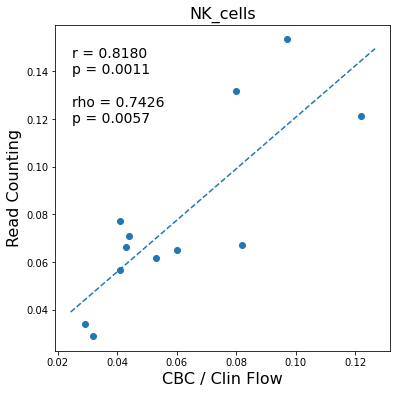 NK_cells
r = 0.8180
p = 0.0011
rho = 0.7426
p = 0.0057
Read Counting
0.14
0.12
0.10
0.08
0.06
0.04
0.02
0.04
0.06
0.08
0.10
0.12
CBC / Clin Flow